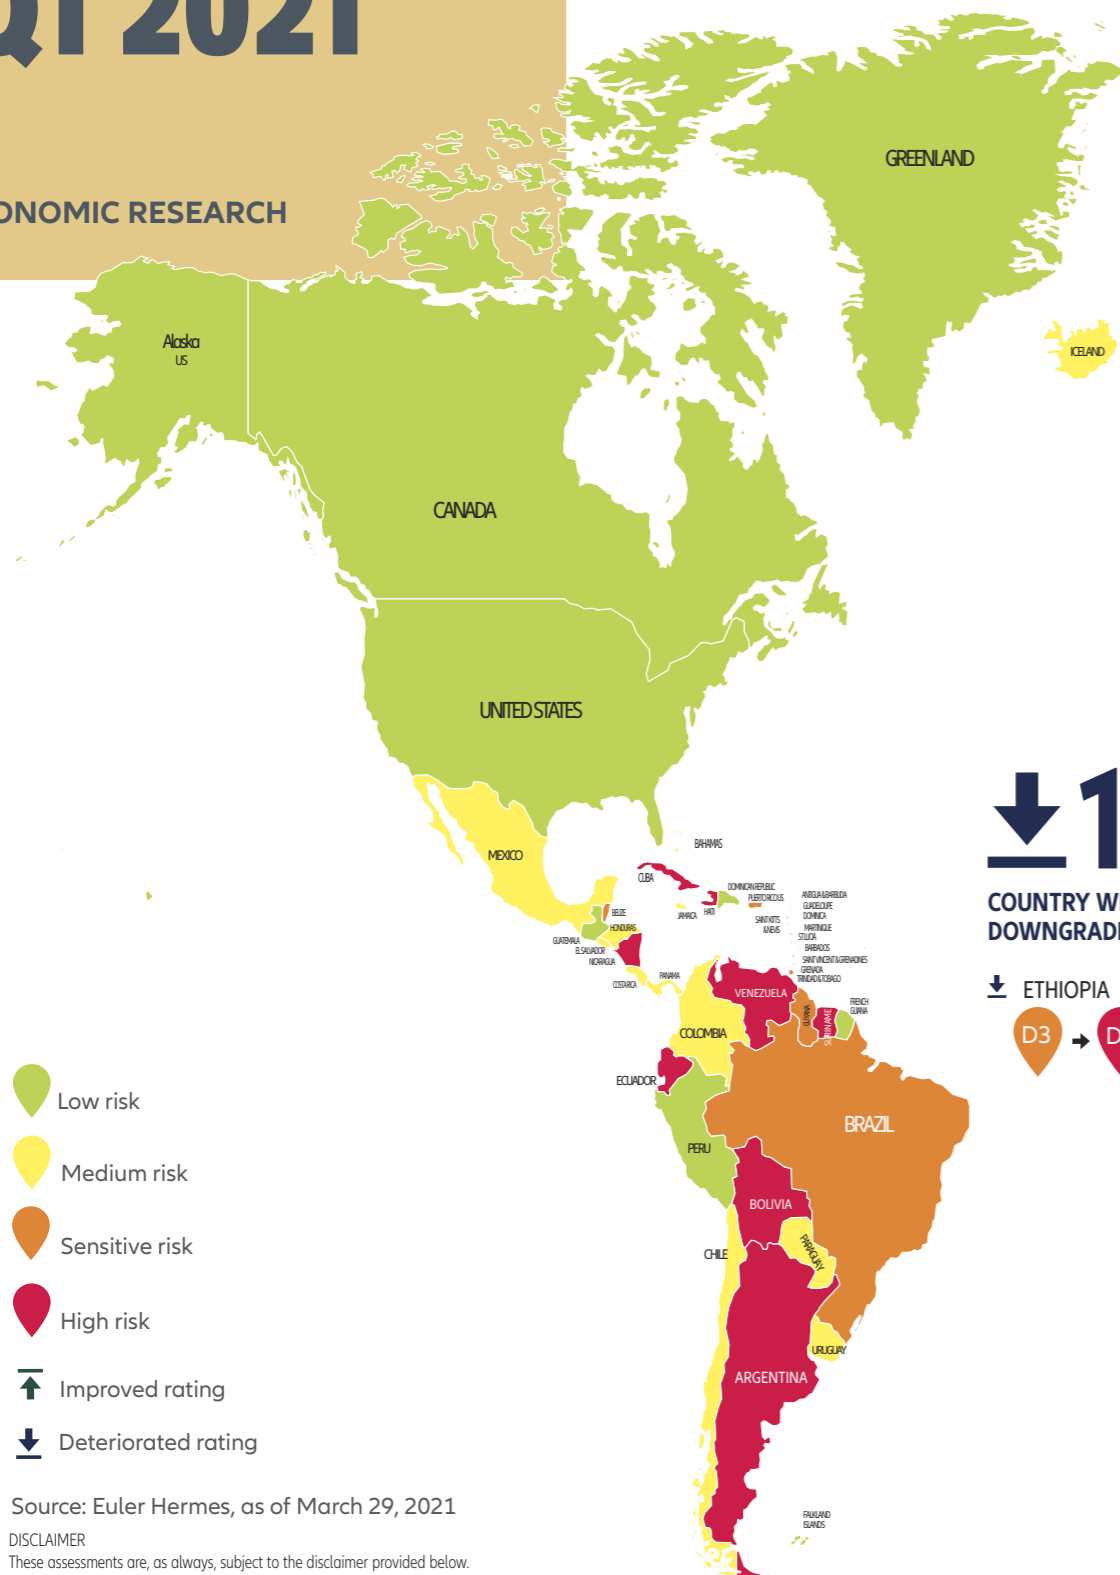 Q1 2021
ONOMIC RESEARCH
GREENLAND
ICELAND
Alaska
US
CANADA
UNITED STATES
MEXICO
BAHAMAS
CUBA
DOMINICAN REPUBLIC
PUERTO RICO US
JAMAICA
HAITI
ANTIGUA & BARBUDA
GUADELOUPE
DOMINICA
MARTINIQUE
ST LUCIA
BARBADOS
SAINT VINCENT & GRENADINES
GRENADA
TRINIDAD & TOBAGO
SAINT KITTS
& NEVIS
BELIZE
HONDURAS
GUATEMALA
EL SALVADOR
NICARAGUA
COSTA RICA
PANAMA
VENEZUELA
GUYANA
SURINAME
FRENCH
GUIANA
COLOMBIA
ECUADOR
PERU
BRAZIL
BOLIVIA
PARAGUAY
CHILE
URUGUAY
ARGENTINA
FALKLAND
ISLANDS
1
COUNTRY W
DOWNGRAD
ETHIOPIA
D3
D
Low risk
Medium risk
Sensitive risk
High risk
Improved rating
Deteriorated rating
Source: Euler Hermes, as of March 29, 2021
DISCLAIMER
These assessments are, as always, subject to the disclaimer provided below.